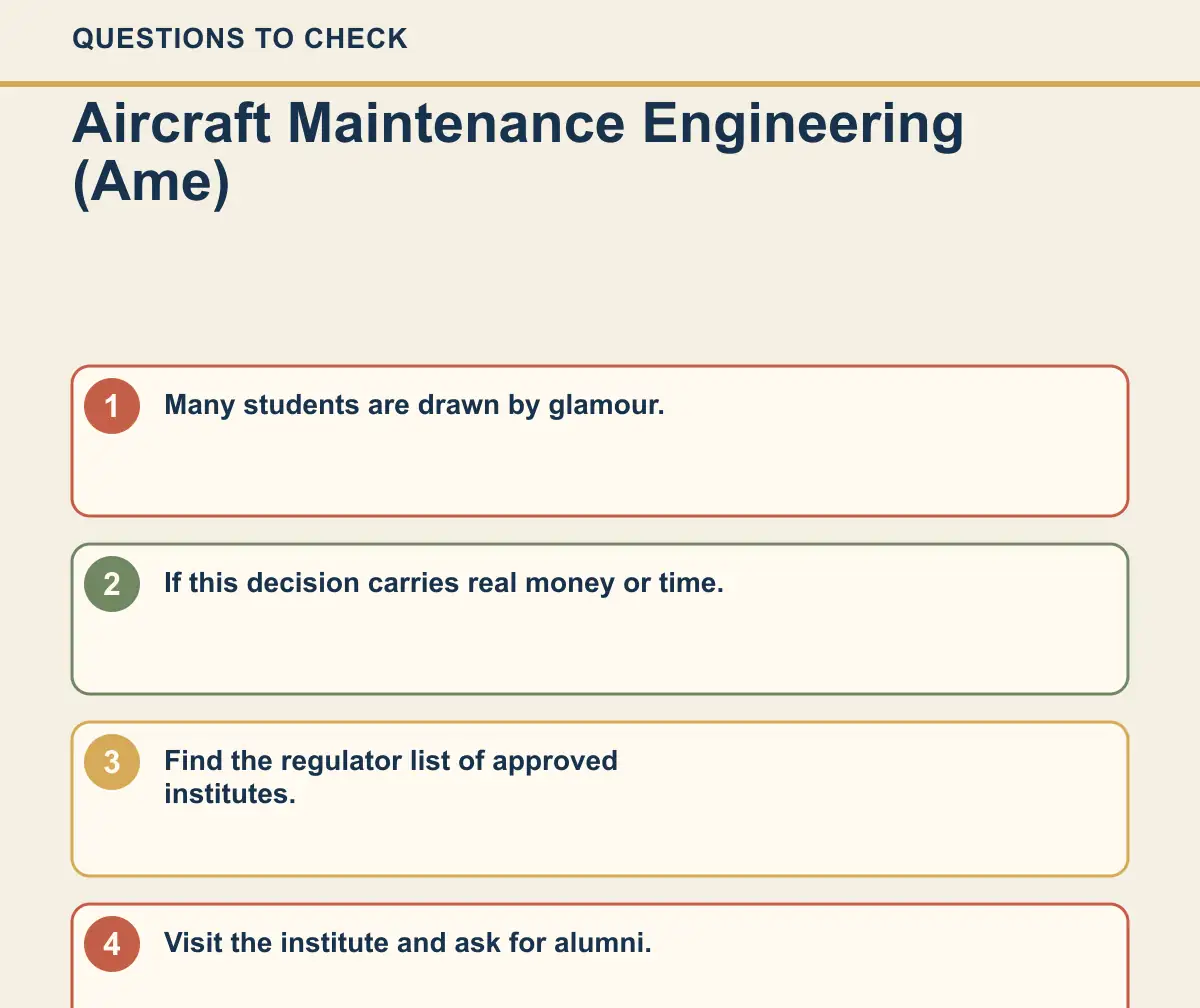 QUESTIONS TO CHECK
Aircraft Maintenance Engineering
(Ame)
1
Many students are drawn by glamour.
2
If this decision carries real money or time.
3
Find the regulator list of approved
institutes.
4
Visit the institute and ask for alumni.